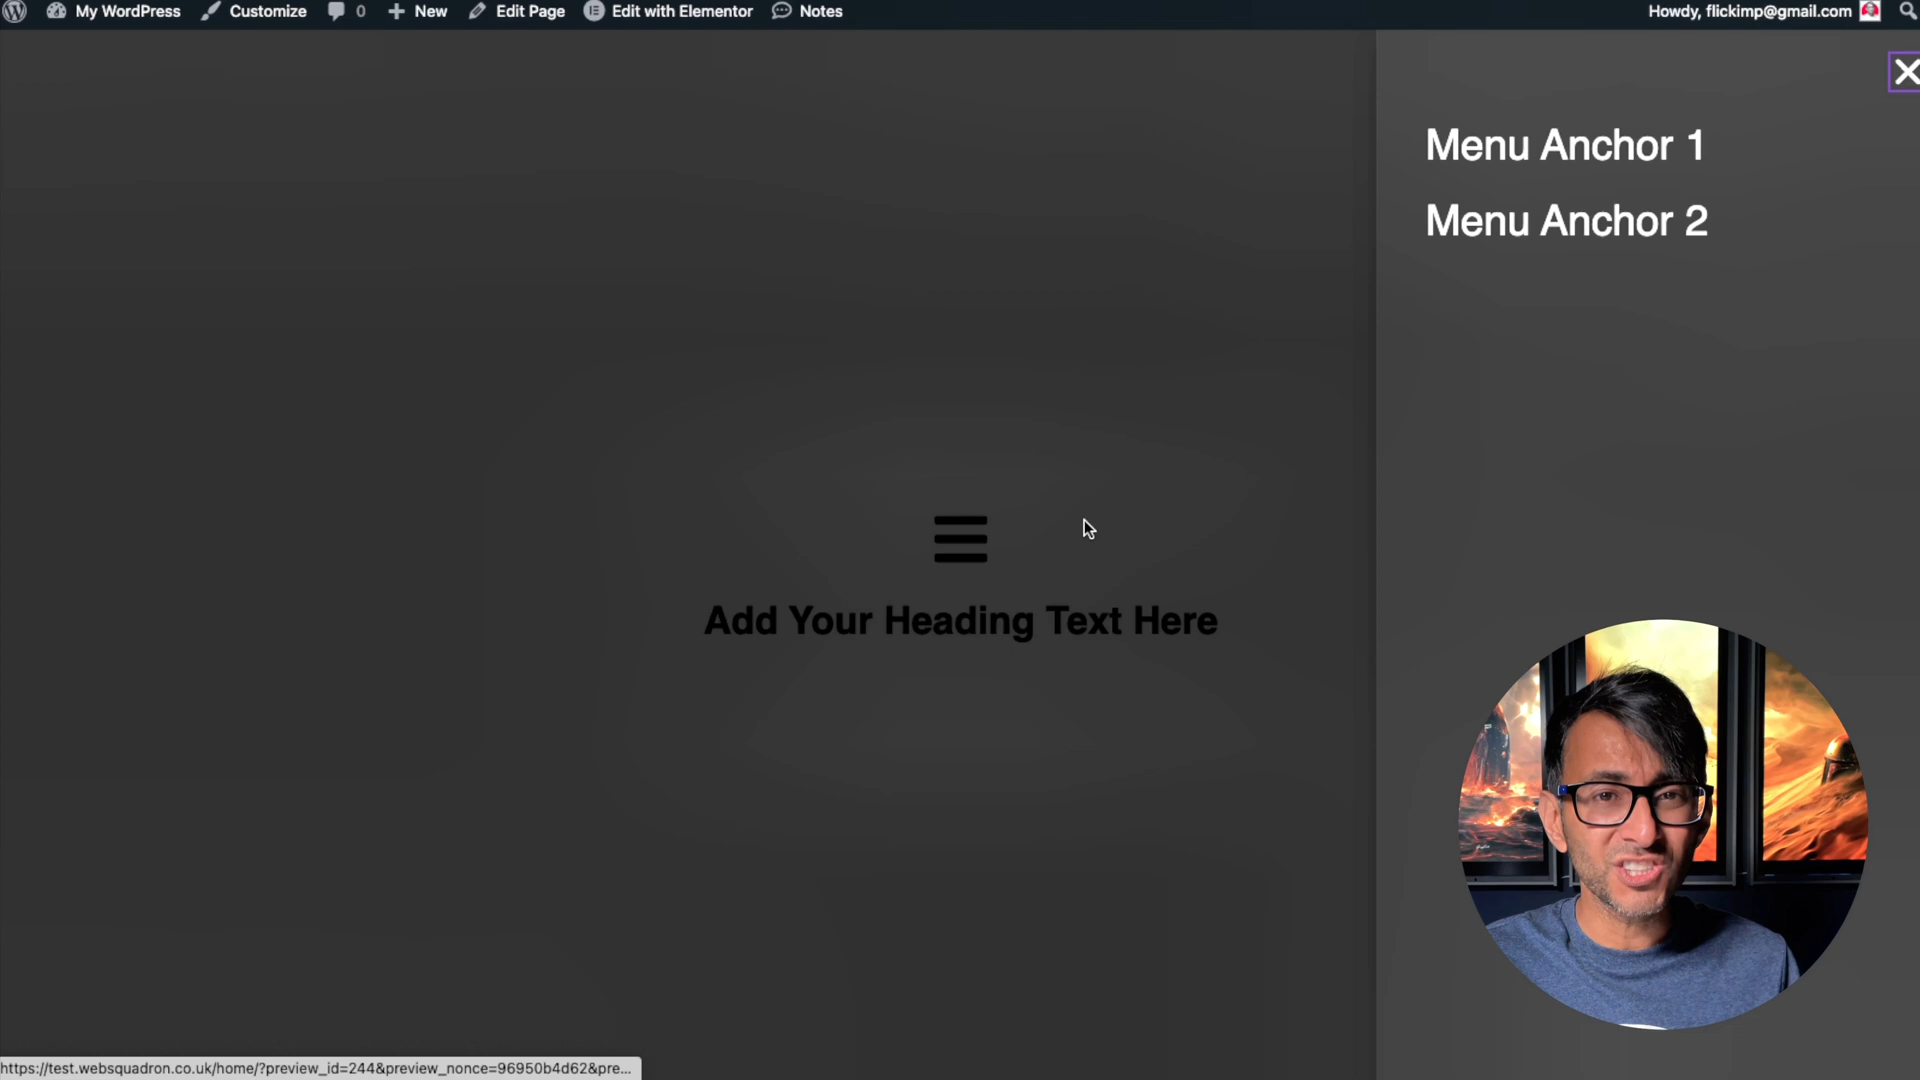 My WordPress Customize 0 New Edit Page Edit with Elementor Notes Howdy, flickimp@gmail.com
Menu Anchor 1
Menu Anchor 2
Add Your Heading Text Here
https://test.websquadron.co.uk/home/?preview_id=244&preview_nonce=96950b4d62&pre...